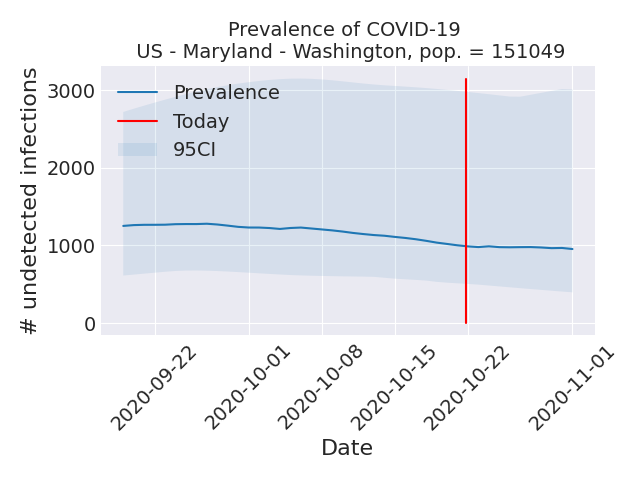 Prevalence of COVID-19
US - Maryland - Washington, pop. = 151049
# undetected infections
3000
2000
1000
0
Prevalence
Today
95CI
2020-09-22
2020-10-01
2020-10-08
2020-10-15
2020-10-22
2020-11-01
Date